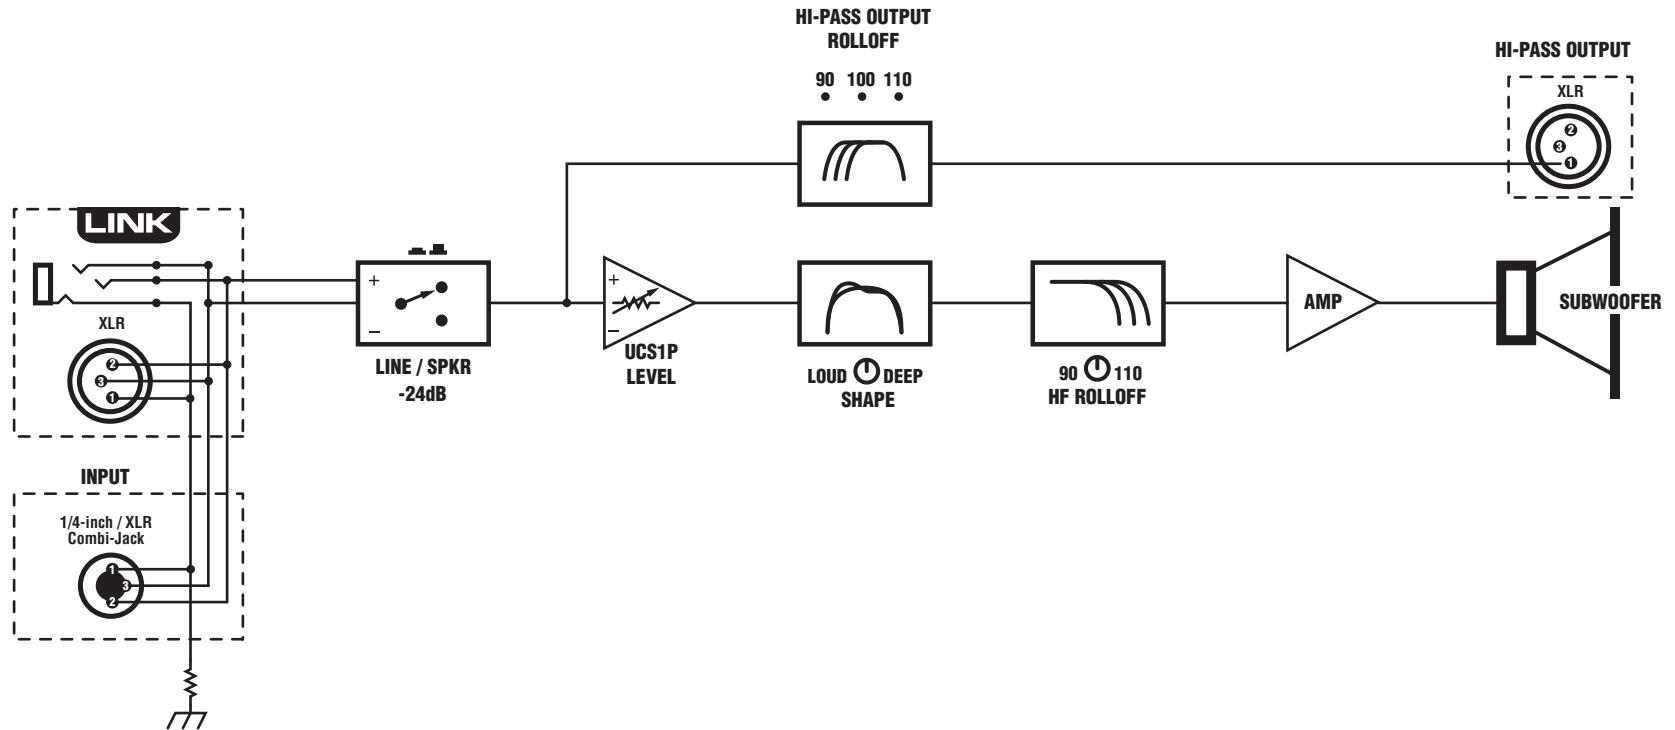 HI-PASS OUTPUT
ROLLOFF
90 100 110
HI-PASS OUTPUT
XLR
2
3
1
LINK
XLR
2
3
1
+
−
LINE / SPKR
-24dB
+
−
UCS1P
LEVEL
LOUD DEEP
SHAPE
90 110
HF ROLLOFF
AMP
SUBWOOFER
INPUT
1/4-inch / XLR
Combi-Jack
1
3
2